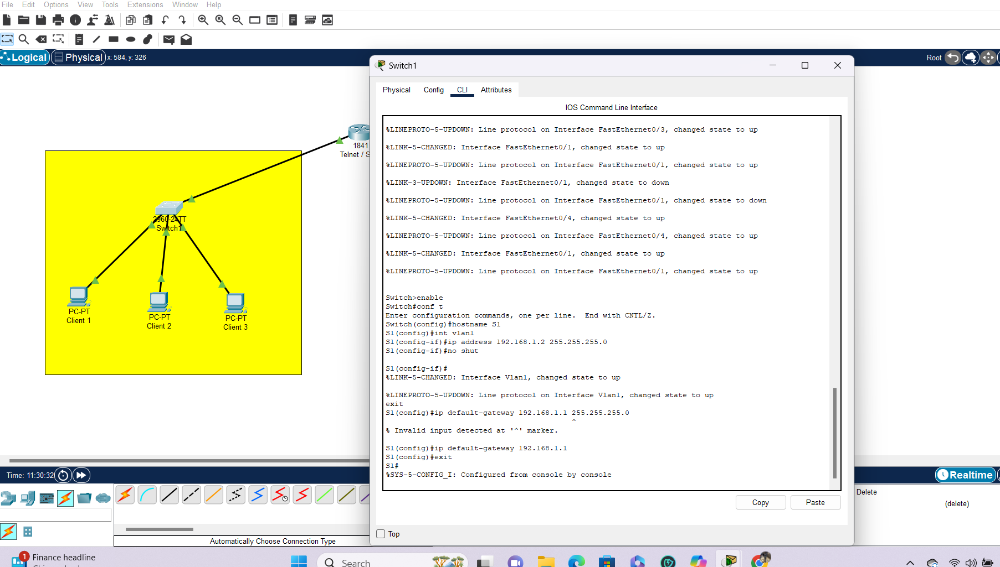 File Edit Options View Tools Extensions Window Help
Logical Physical x: 584, y: 326
Root
Switch1
Physical Config CLI Attributes
IOS Command Line Interface
%LINEPROTO-5-UPDOWN: Line protocol on Interface FastEthernet0/3, changed state to up
%LINK-5-CHANGED: Interface FastEthernet0/1, changed state to up
%LINEPROTO-5-UPDOWN: Line protocol on Interface FastEthernet0/1, changed state to up
%LINK-3-UPDOWN: Interface FastEthernet0/1, changed state to down
%LINEPROTO-5-UPDOWN: Line protocol on Interface FastEthernet0/1, changed state to down
%LINK-5-CHANGED: Interface FastEthernet0/4, changed state to up
%LINEPROTO-5-UPDOWN: Line protocol on Interface FastEthernet0/4, changed state to up
%LINK-5-CHANGED: Interface FastEthernet0/1, changed state to up
%LINEPROTO-5-UPDOWN: Line protocol on Interface FastEthernet0/1, changed state to up
Switch>enable
Switch#conf t
Enter configuration commands, one per line.  End with CNTL/Z.
Switch(config)#hostname S1
S1(config)#int vlan1
S1(config-if)#ip address 192.168.1.2 255.255.255.0
S1(config-if)#no shut
S1(config-if)#
%LINK-5-CHANGED: Interface Vlan1, changed state to up
%LINEPROTO-5-UPDOWN: Line protocol on Interface Vlan1, changed state to up
exit
S1(config)#ip default-gateway 192.168.1.1 255.255.255.0
^
% Invalid input detected at '^' marker.
S1(config)#ip default-gateway 192.168.1.1
S1(config)#exit
S1#
%SYS-5-CONFIG_I: Configured from console by console
Copy Paste
Top
1841
Telnet / S
2960-24TT
Switch1
PC-PT
Client 1
PC-PT
Client 2
PC-PT
Client 3
Time: 11:30:32
Realtime
Automatically Choose Connection Type
Delete
(delete)
1
Finance headline
Search